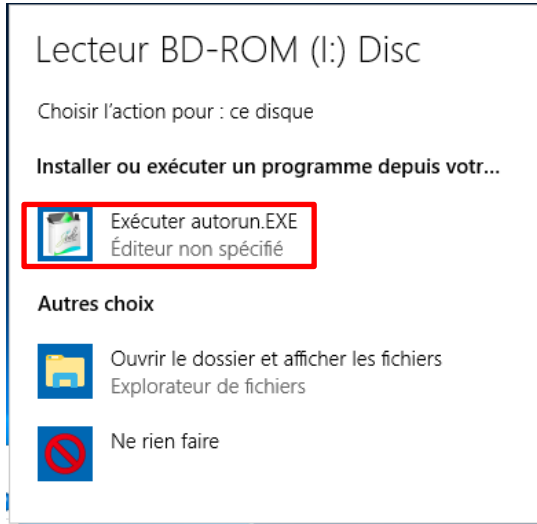 Lecteur BD-ROM (I:) Disc
Choisir l'action pour : ce disque
Installer ou exécuter un programme depuis votr...
Exécuter autorun.EXE
Éditeur non spécifié
Autres choix
Ouvrir le dossier et afficher les fichiers
Explorateur de fichiers
Ne rien faire